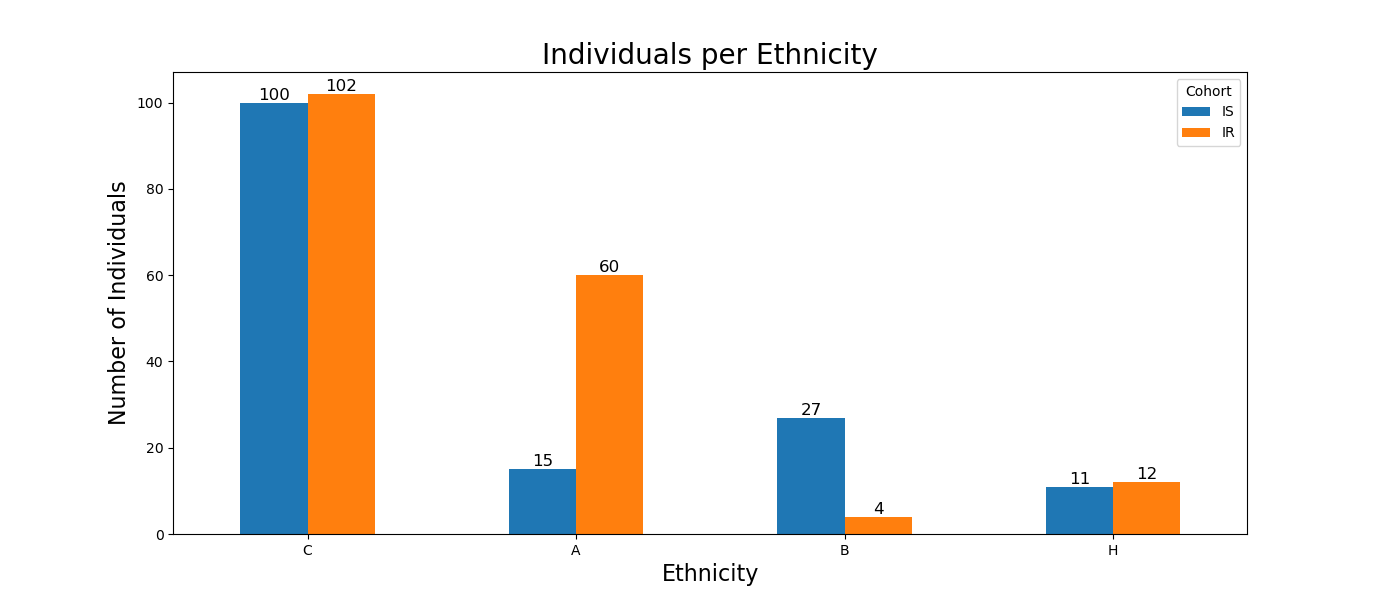 Individuals per Ethnicity
Number of Individuals
100
80
60
40
20
0
100
102
15
60
27
4
11
12
Cohort
IS
IR
C
A
B
H
Ethnicity